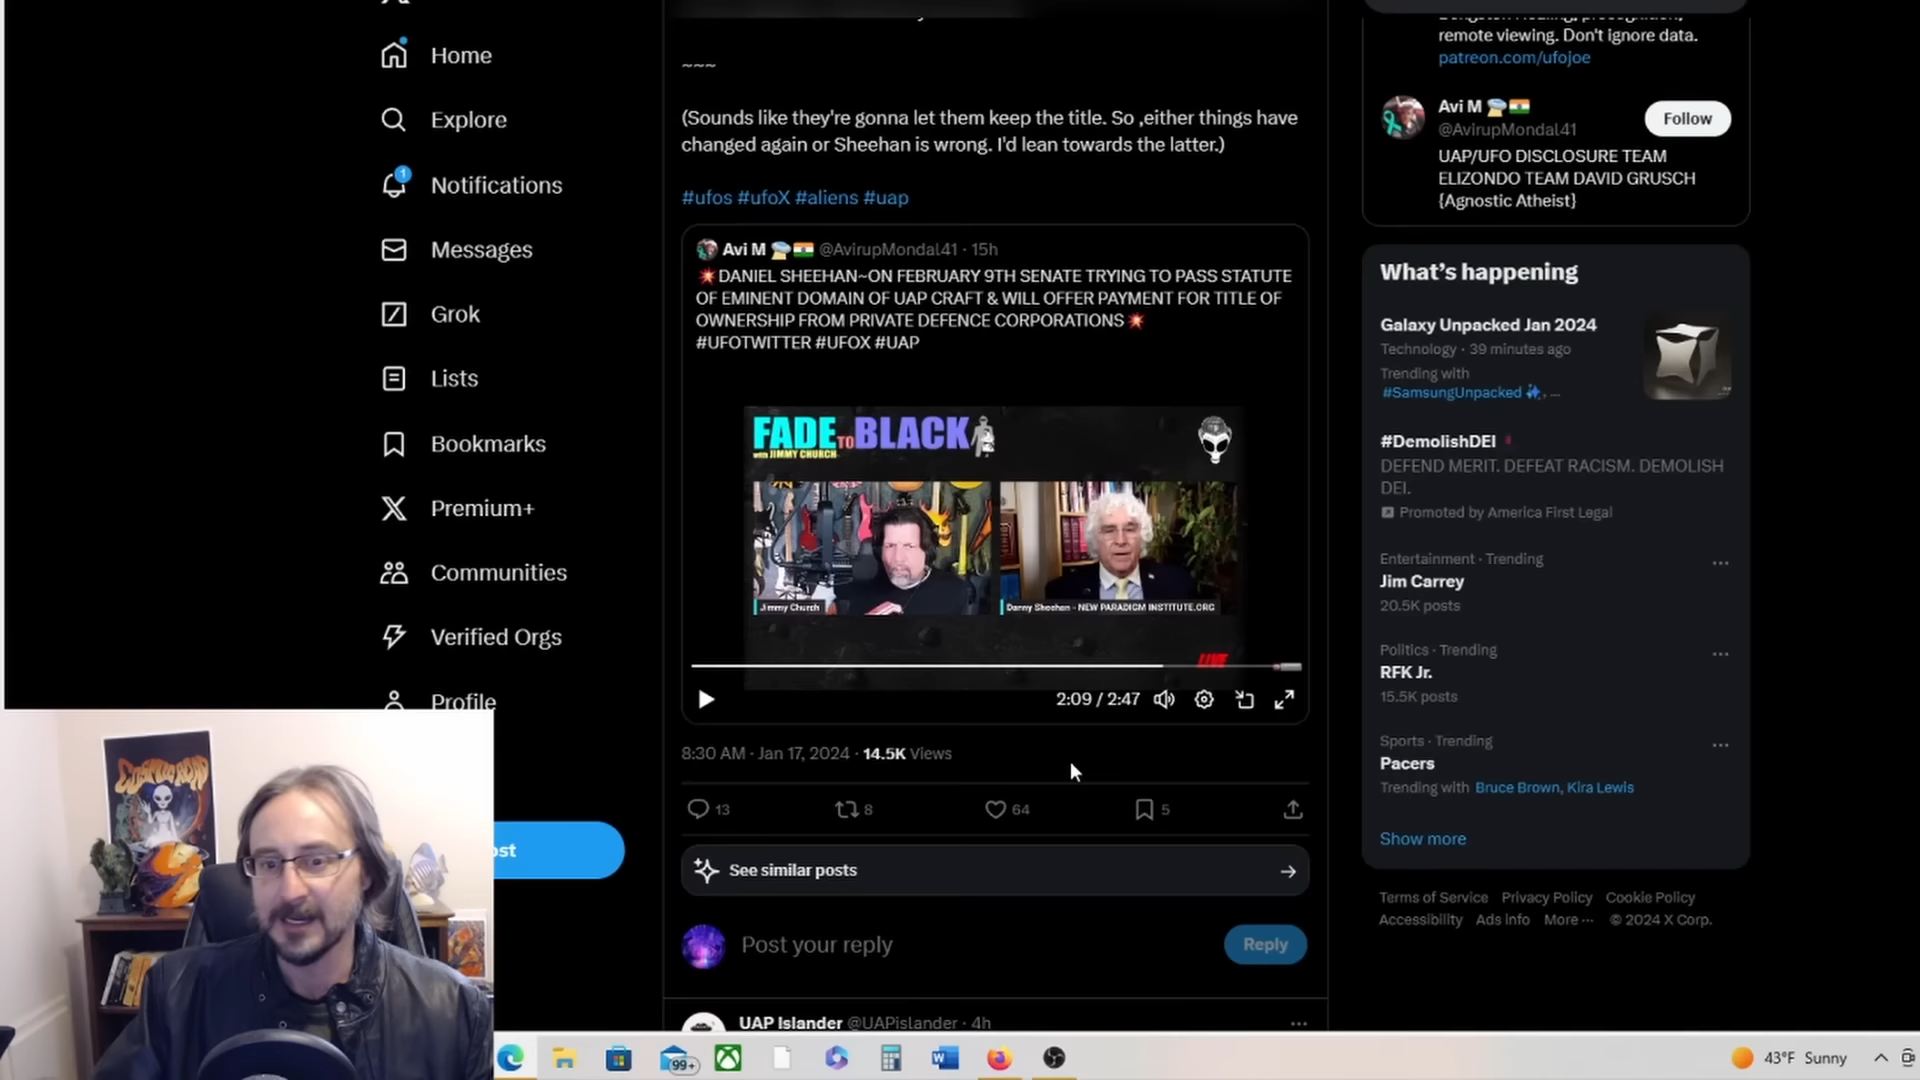 Home
Explore
1
Notifications
Messages
Grok
Lists
Bookmarks
Premium+
Communities
Verified Orgs
Profile
ost
~~~
(Sounds like they're gonna let them keep the title. So ,either things have
changed again or Sheehan is wrong. I'd lean towards the latter.)
#ufos #ufoX #aliens #uap
Avi M 🛸🇮🇳 @AvirupMondal41 · 15h
💥DANIEL SHEEHAN~ON FEBRUARY 9TH SENATE TRYING TO PASS STATUTE
OF EMINENT DOMAIN OF UAP CRAFT & WILL OFFER PAYMENT FOR TITLE OF
OWNERSHIP FROM PRIVATE DEFENCE CORPORATIONS 💥
#UFOTWITTER #UFOX #UAP
FADE TO BLACK
with JIMMY CHURCH
Jimmy Church
Danny Sheehan - NEW PARADIGM INSTITUTE.ORG
LIVE
2:09 / 2:47
8:30 AM · Jan 17, 2024 · 14.5K Views
13
8
64
5
See similar posts
Post your reply
Reply
UAP Islander @UAPislander · 4h
remote viewing. Don't ignore data.
patreon.com/ufojoe
Avi M 🛸🇮🇳
@AvirupMondal41
Follow
UAP/UFO DISCLOSURE TEAM
ELIZONDO TEAM DAVID GRUSCH
{Agnostic Atheist}
What's happening
Galaxy Unpacked Jan 2024
Technology · 39 minutes ago
Trending with
#SamsungUnpacked ✨, ...
#DemolishDEI
DEFEND MERIT. DEFEAT RACISM. DEMOLISH
DEI.
Promoted by America First Legal
Entertainment · Trending
Jim Carrey
20.5K posts
Politics · Trending
RFK Jr.
15.5K posts
Sports · Trending
Pacers
Trending with Bruce Brown, Kira Lewis
Show more
Terms of Service Privacy Policy Cookie Policy
Accessibility Ads info More ··· © 2024 X Corp.
99+
43°F Sunny